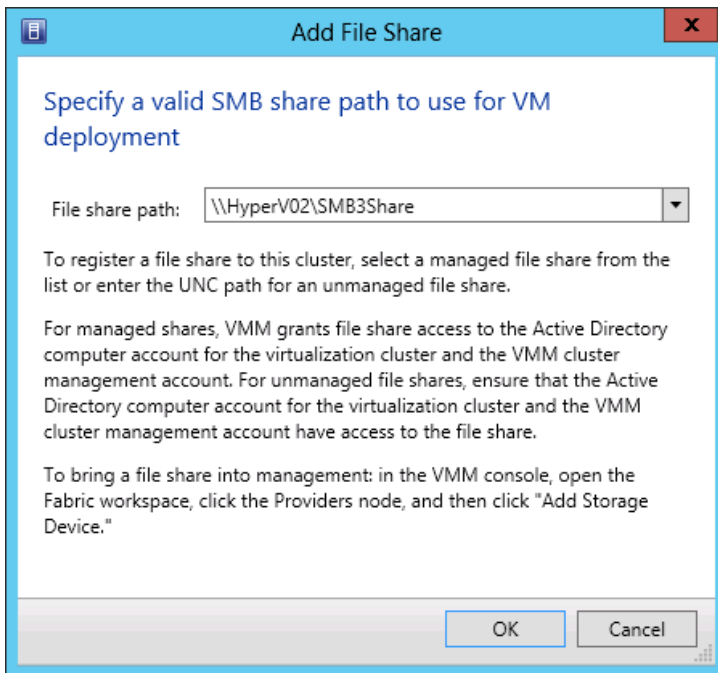 Add File Share
x
Specify a valid SMB share path to use for VM
deployment
File share path:
\\HyperV02\SMB3Share
To register a file share to this cluster, select a managed file share from the
list or enter the UNC path for an unmanaged file share.
For managed shares, VMM grants file share access to the Active Directory
computer account for the virtualization cluster and the VMM cluster
management account. For unmanaged file shares, ensure that the Active
Directory computer account for the virtualization cluster and the VMM
cluster management account have access to the file share.
To bring a file share into management: in the VMM console, open the
Fabric workspace, click the Providers node, and then click "Add Storage
Device."
OK
Cancel